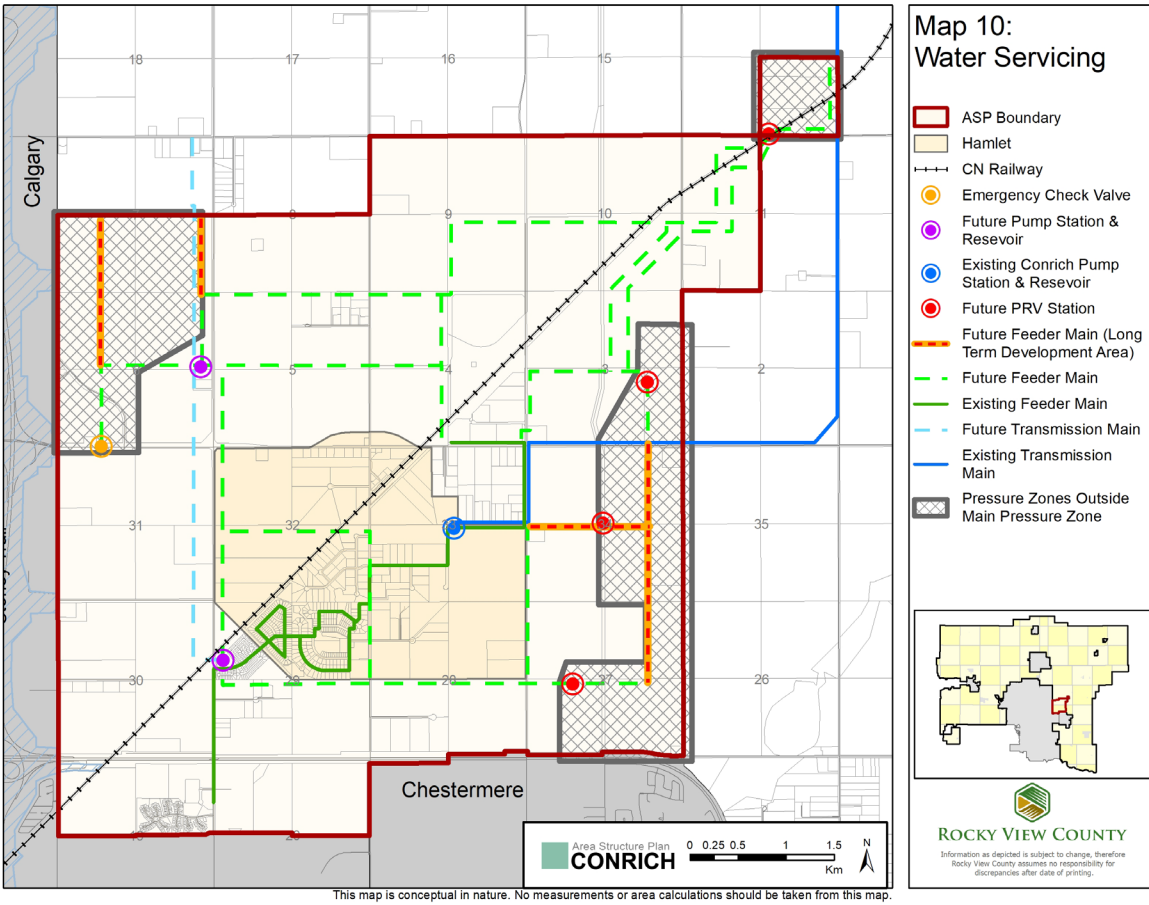 Map 10:
Water Servicing
ASP Boundary
Hamlet
CN Railway
Emergency Check Valve
Future Pump Station &
Resevoir
Existing Conrich Pump
Station & Resevoir
Future PRV Station
Future Feeder Main (Long
Term Development Area)
Future Feeder Main
Existing Feeder Main
Future Transmission Main
Existing Transmission
Main
Pressure Zones Outside
Main Pressure Zone
18 17 16 15
Calgary
8 9 10 11
5 4 3 2
31 32 33 34 35
30 29 28 27 26
Chestermere
20
Area Structure Plan
CONRICH
0 0.25 0.5 1 1.5
Km
N
ROCKY VIEW COUNTY
Information as depicted is subject to change, therefore
Rocky View County assumes no responsibility for
discrepancies after date of printing.
This map is conceptual in nature. No measurements or area calculations should be taken from this map.